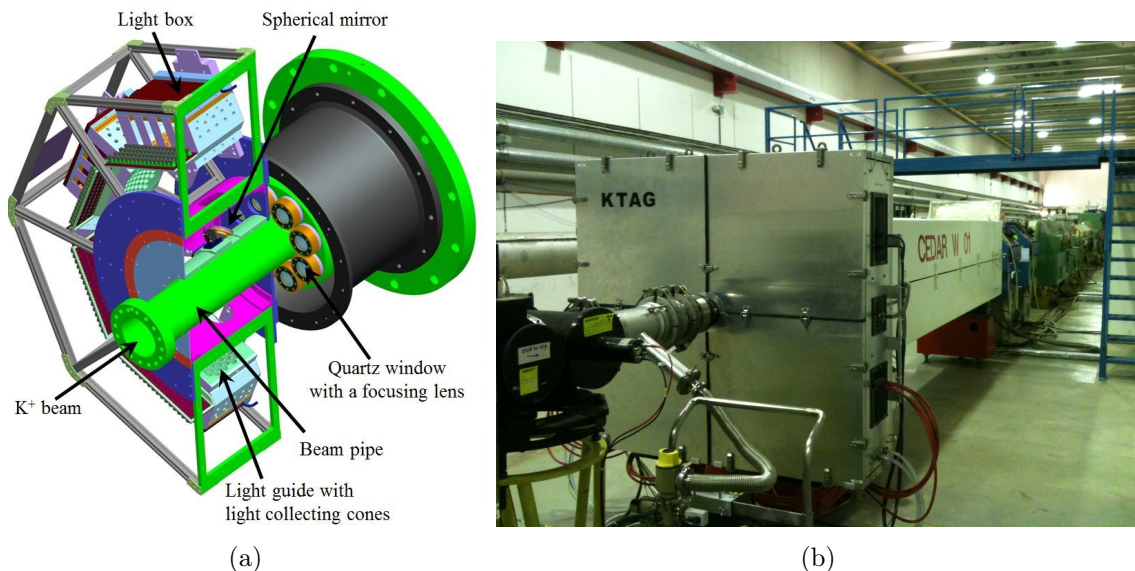 Light box
Spherical mirror
K⁺ beam
Quartz window
with a focusing lens
Beam pipe
Light guide with
light collecting cones
(a)
KTAG
CEDAR W 01
(b)